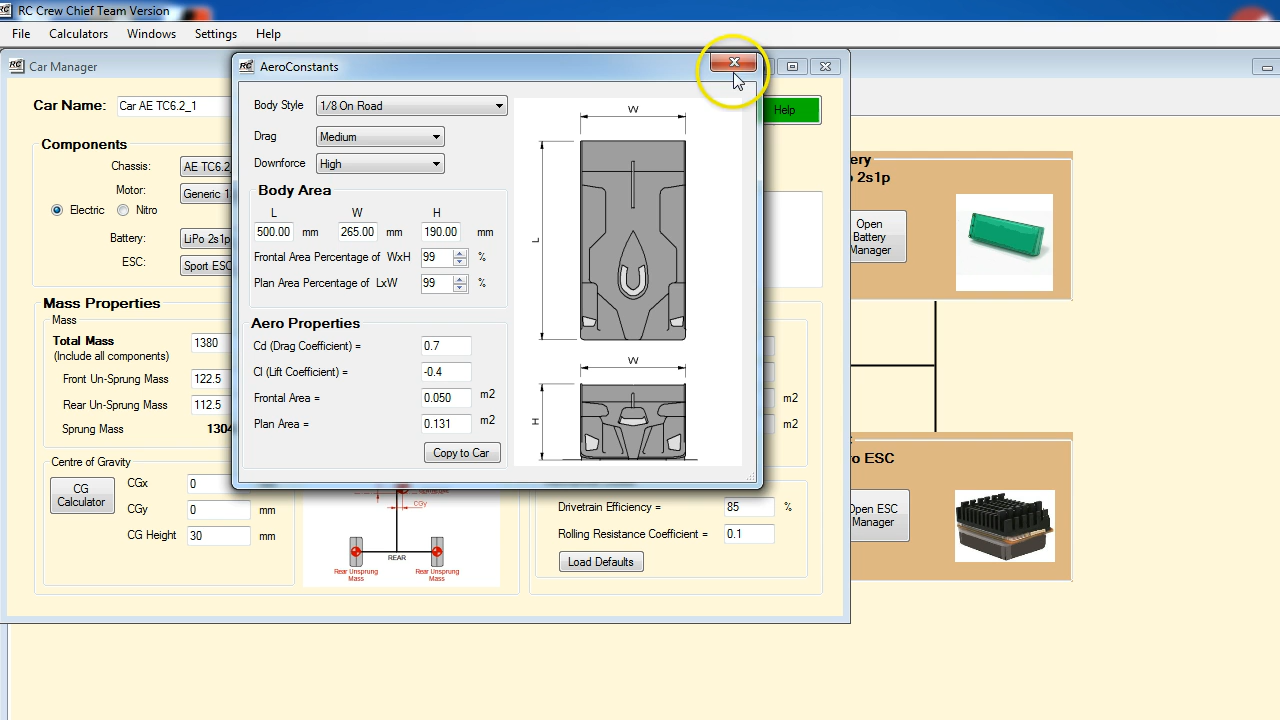 RC Crew Chief Team Version
File Calculators Windows Settings Help
RC Car Manager
RC AeroConstants
Car Name: Car AE TC6.2_1
Help
Components
Chassis: AE TC6.2
Motor: Generic 1
Electric Nitro
Battery: LiPo 2s1p
ESC: Sport ESC
Body Style 1/8 On Road
Drag Medium
Downforce High
Body Area
L W H
500.00 mm 265.00 mm 190.00 mm
Frontal Area Percentage of WxH 99 %
Plan Area Percentage of LxW 99 %
Aero Properties
Cd (Drag Coefficient) = 0.7
Cl (Lift Coefficient) = -0.4
Frontal Area = 0.050 m2
Plan Area = 0.131 m2
Copy to Car
W
L
W
H
Mass Properties
Mass
Total Mass 1380
(Include all components)
Front Un-Sprung Mass 122.5
Rear Un-Sprung Mass 112.5
Sprung Mass 1304
m2
m2
Centre of Gravity
CG Calculator
CGx 0
CGy 0 mm
CG Height 30 mm
CGy
REAR
Rear Unsprung Mass
Rear Unsprung Mass
Drivetrain Efficiency = 85 %
Rolling Resistance Coefficient = 0.1
Load Defaults
ery
2s1p
Open Battery Manager
o ESC
Open ESC Manager